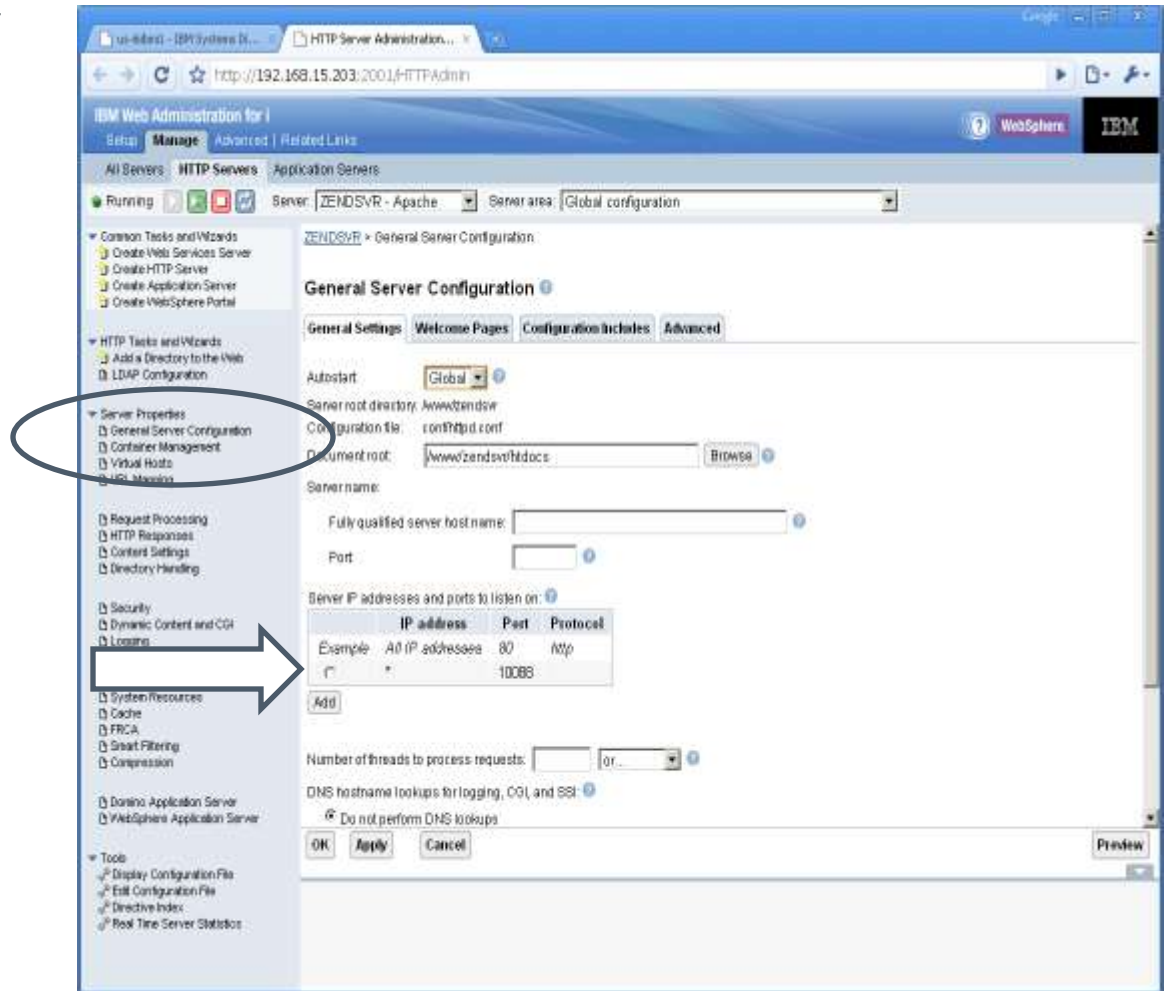 HTTP Server Administration...
http://192.168.15.203:2001/HTTPAdmin
IBM Web Administration for i
Setup Manage Advanced | Related Links
WebSphere
IBM
All Servers HTTP Servers Application Servers
Running Server: ZENDSVR - Apache Server area: Global configuration
Common Tasks and Wizards
Create Web Services Server
Create HTTP Server
Create Application Server
Create WebSphere Portal
HTTP Tasks and Wizards
Add a Directory to the Web
LDAP Configuration
Server Properties
General Server Configuration
Container Management
Virtual Hosts
URL Mapping
Request Processing
HTTP Responses
Content Settings
Directory Handling
Security
Dynamic Content and CGI
Logging
System Resources
Cache
FRCA
Smart Filtering
Compression
Domino Application Server
WebSphere Application Server
Tools
Display Configuration File
Edit Configuration File
Directive Index
Real Time Server Statistics
ZENDSVR > General Server Configuration
General Server Configuration
General Settings Welcome Pages Configuration Includes Advanced
Autostart: Global
Server root directory: /www/zendsvr
Configuration file: conf/httpd.conf
Document root: /www/zendsvr/htdocs Browse
Server name:
Fully qualified server host name:
Port
Server IP addresses and ports to listen on:
IP address Port Protocol
Example All IP addresses 80 http
* 10088
Add
Number of threads to process requests: or...
DNS hostname lookups for logging, CGI, and SSI:
Do not perform DNS lookups
OK Apply Cancel Preview